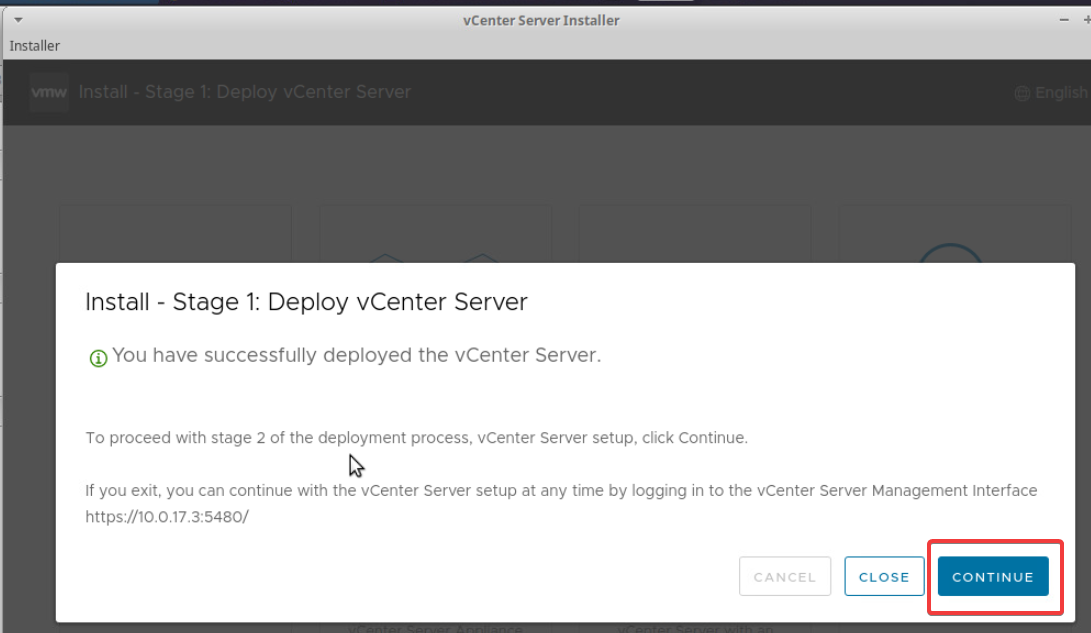 vCenter Server Installer
Installer
vmw Install - Stage 1: Deploy vCenter Server
English
Install - Stage 1: Deploy vCenter Server
You have successfully deployed the vCenter Server.
To proceed with stage 2 of the deployment process, vCenter Server setup, click Continue.
If you exit, you can continue with the vCenter Server setup at any time by logging in to the vCenter Server Management Interface
https://10.0.17.3:5480/
CANCEL CLOSE CONTINUE
vCenter Server Appliance vCenter Server with an